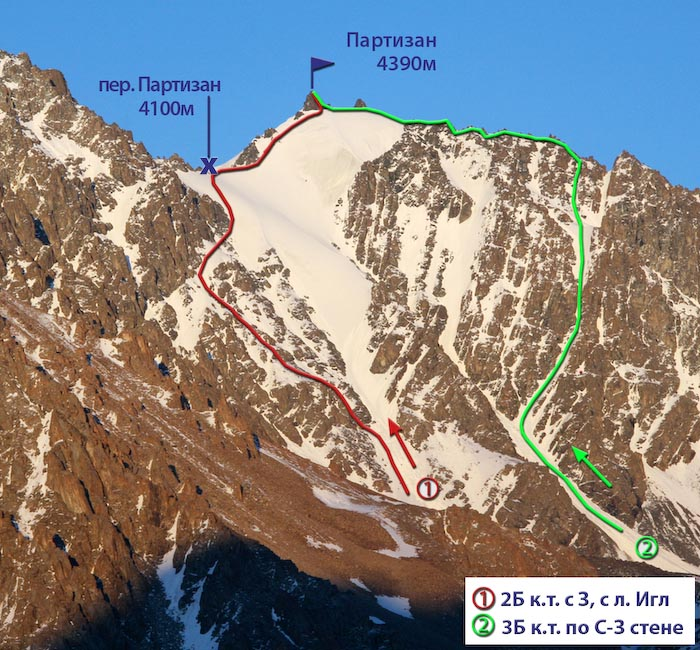 Партизан
4390м
пер. Партизан
4100м
X
1
2
1 2Б к.т. с З, с л. Игл
2 3Б к.т. по С-З стене